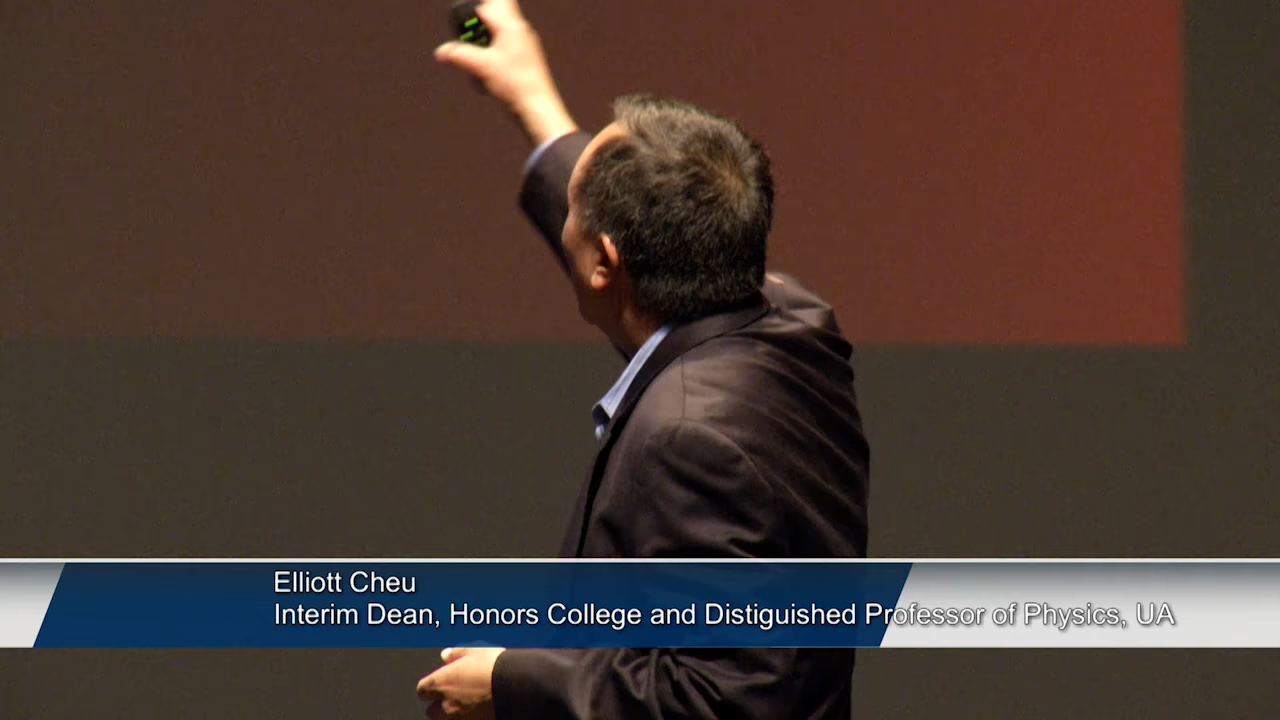 Elliott Cheu
Interim Dean, Honors College and Distiguished Professor of Physics, UA